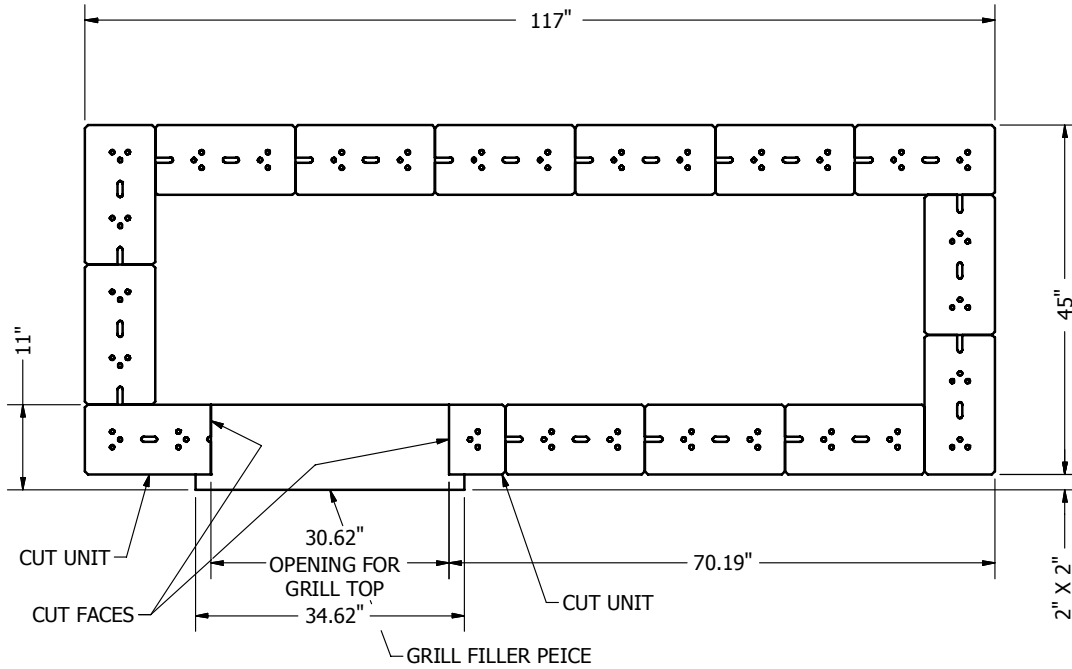 117"
11"
45"
30.62"
OPENING FOR
GRILL TOP
34.62"
70.19"
2" X 2"
CUT UNIT
CUT FACES
CUT UNIT
GRILL FILLER PEICE